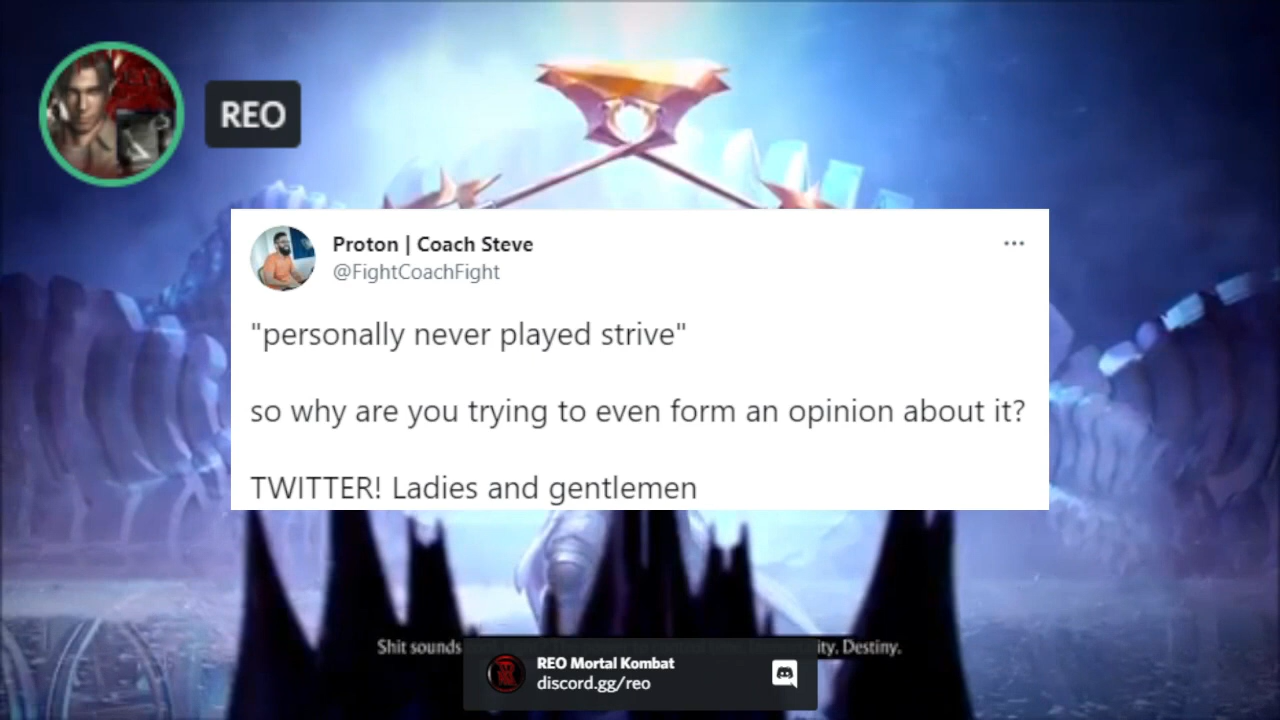 REO
Proton | Coach Steve
@FightCoachFight
"personally never played strive"
so why are you trying to even form an opinion about it?
TWITTER! Ladies and gentlemen
Shit sounds ity. Destiny.
REO Mortal Kombat
discord.gg/reo